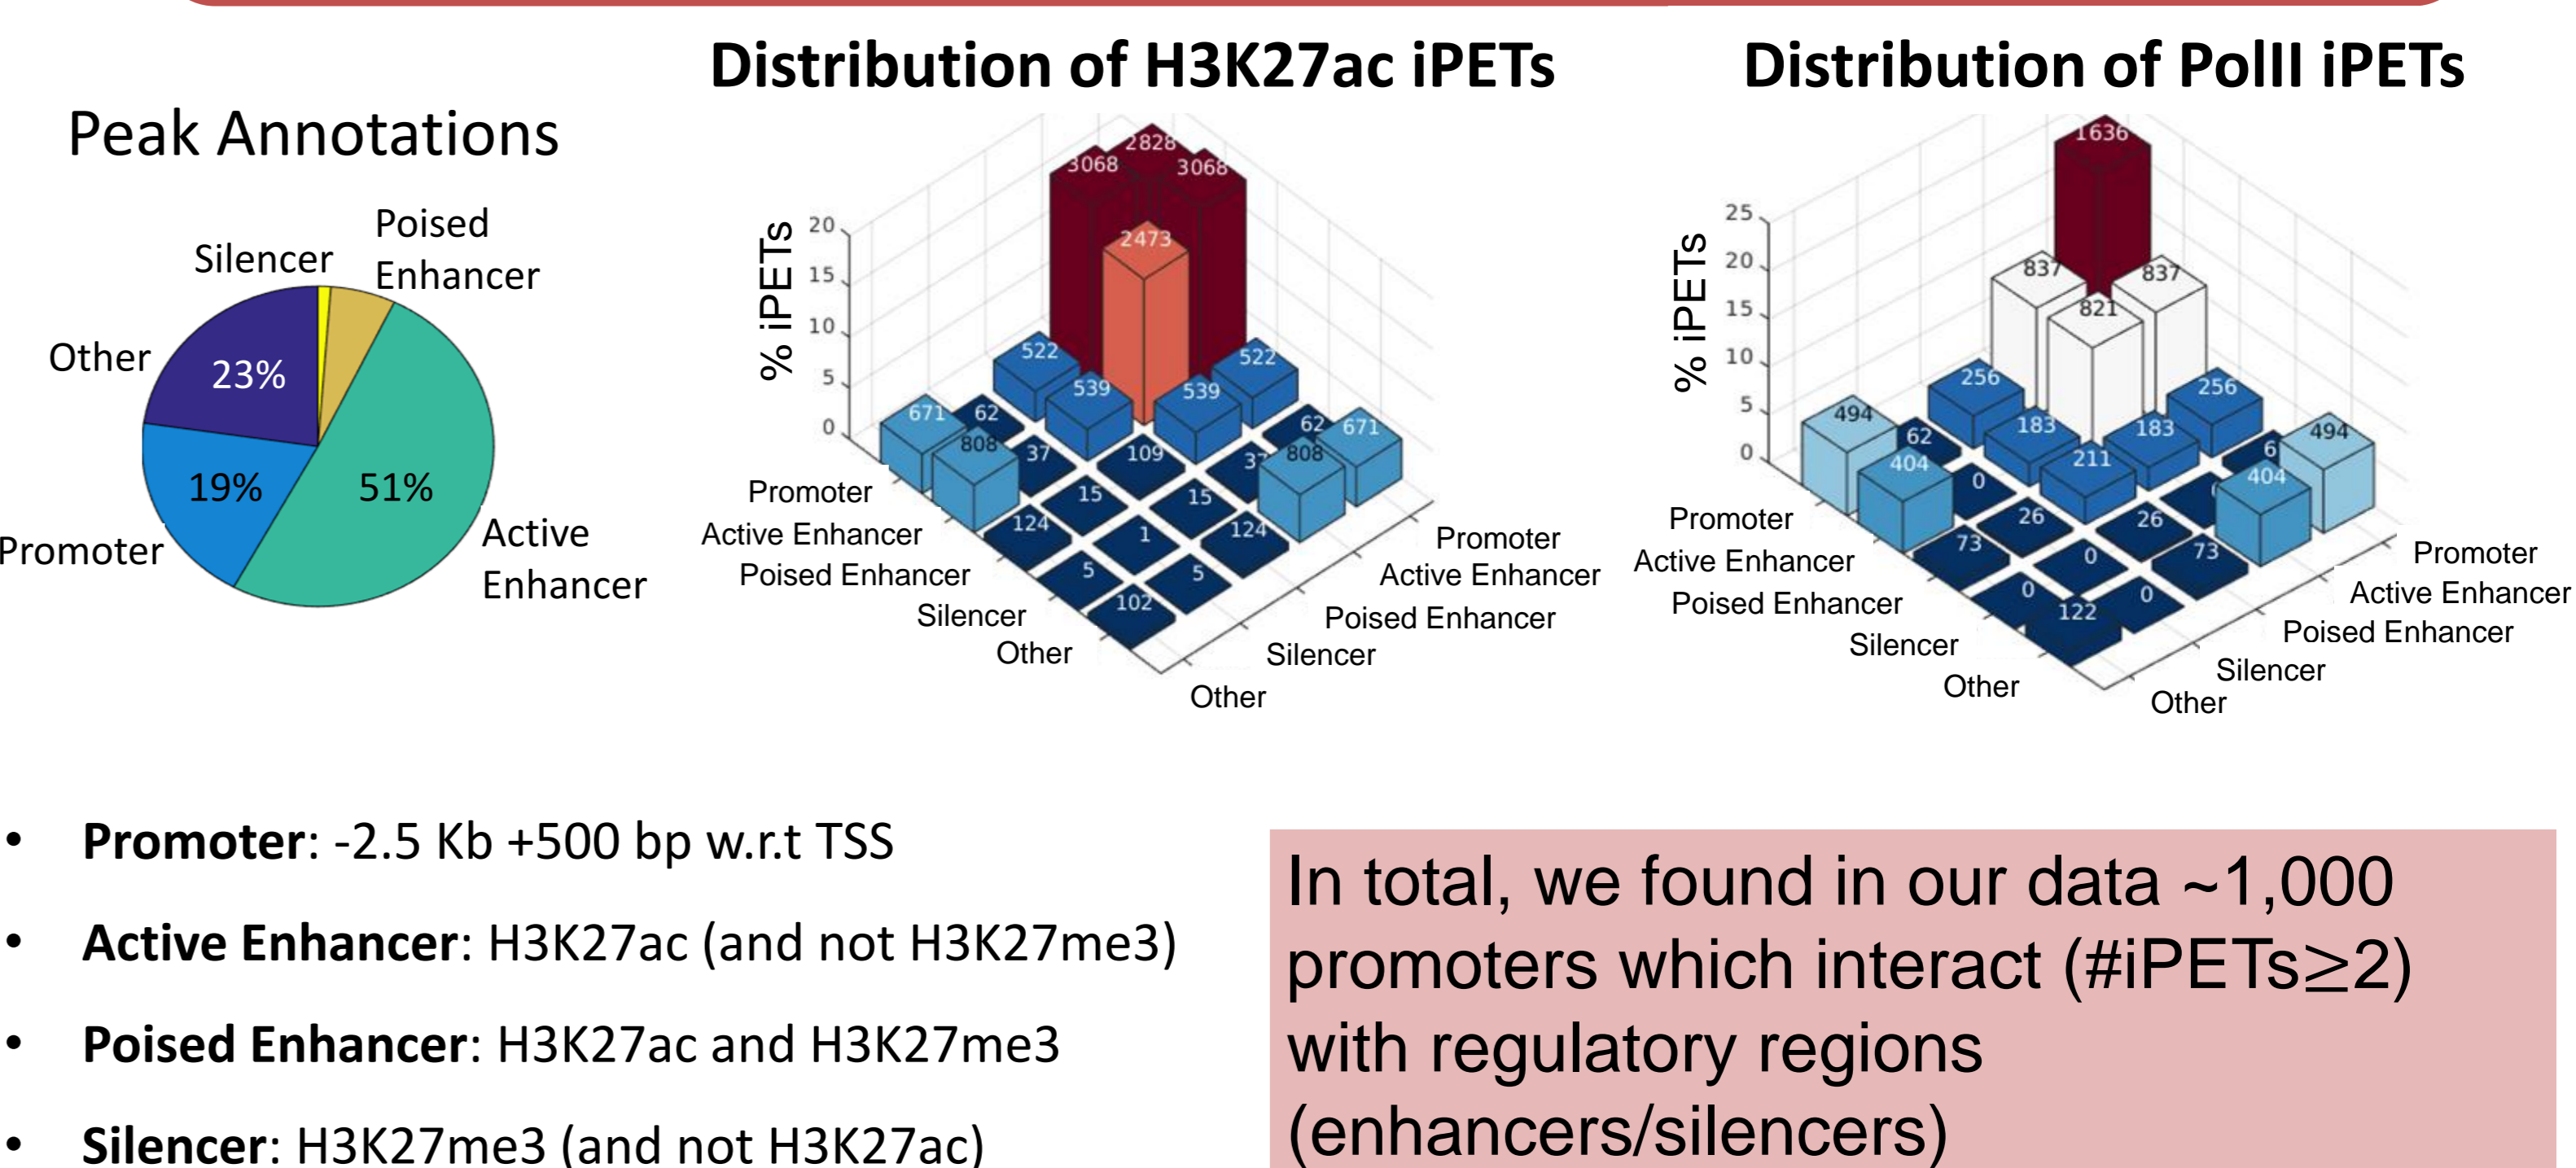 Distribution of H3K27ac iPETs
Distribution of PolII iPETs
Peak Annotations
Silencer
Poised
Enhancer
Other
23%
19%
51%
Promoter
Active
Enhancer
% iPETs
20
15
10
5
0
2828
3068
3068
2473
522
522
539
539
671
62
62
671
808
37
109
808
15
15
124
1
124
5
5
102
Promoter
Active Enhancer
Poised Enhancer
Silencer
Other
Promoter
Active Enhancer
Poised Enhancer
Silencer
Other
% iPETs
25
20
15
10
5
0
1636
837
837
821
256
256
183
183
494
62
494
404
0
211
404
26
26
73
0
73
0
0
122
Promoter
Active Enhancer
Poised Enhancer
Silencer
Other
Promoter
Active Enhancer
Poised Enhancer
Silencer
Other
• Promoter: -2.5 Kb +500 bp w.r.t TSS
• Active Enhancer: H3K27ac (and not H3K27me3)
• Poised Enhancer: H3K27ac and H3K27me3
• Silencer: H3K27me3 (and not H3K27ac)
In total, we found in our data ~1,000
promoters which interact (#iPETs≥2)
with regulatory regions
(enhancers/silencers)